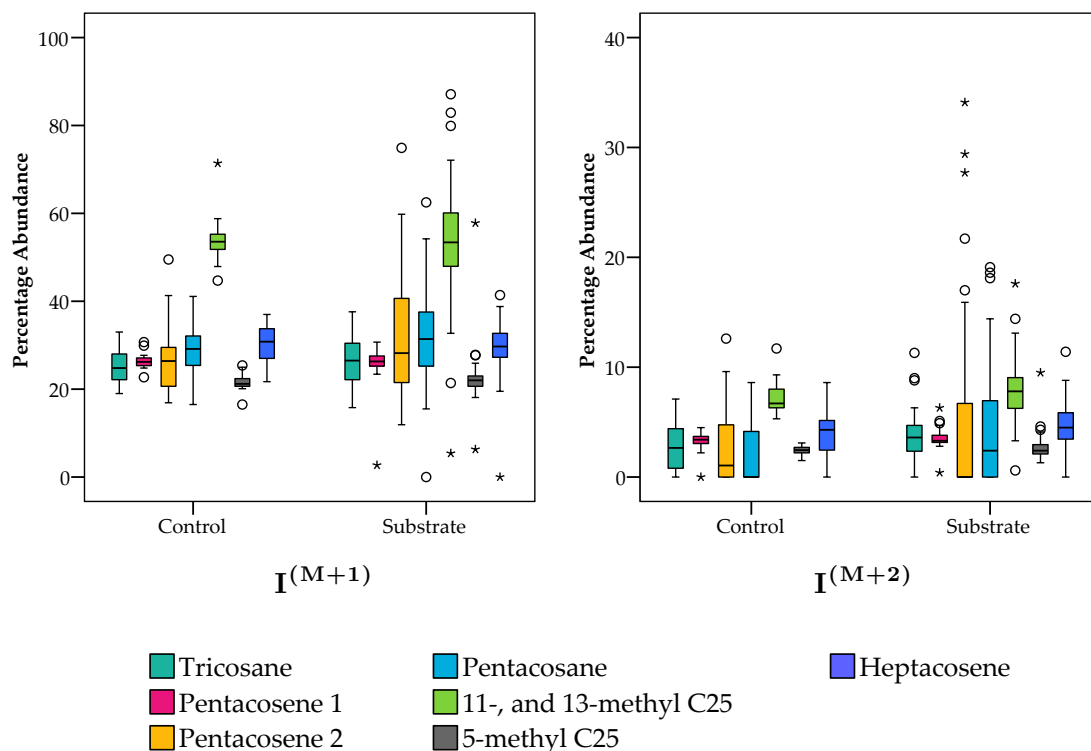 100
80
60
40
20
0
Percentage Abundance
Control Substrate
I(M+1)
40
30
20
10
0
Percentage Abundance
Control Substrate
I(M+2)
Tricosane Pentacosane Heptacosene
Pentacosene 1 11-, and 13-methyl C25
Pentacosene 2 5-methyl C25